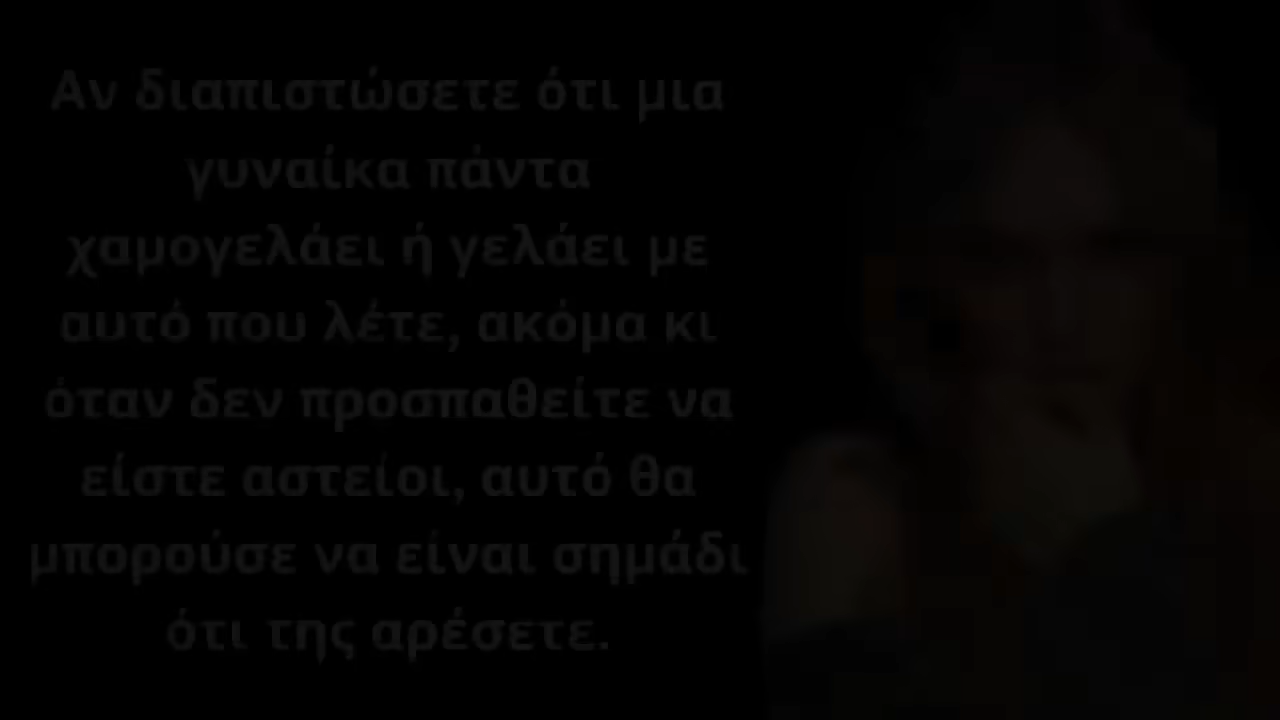 Αν διαπιστώσετε ότι μια
γυναίκα πάντα
χαμογελάει ή γελάει με
αυτό που λέτε, ακόμα κι
όταν δεν προσπαθείτε να
είστε αστείοι, αυτό θα
μπορούσε να είναι σημάδι
ότι της αρέσετε.